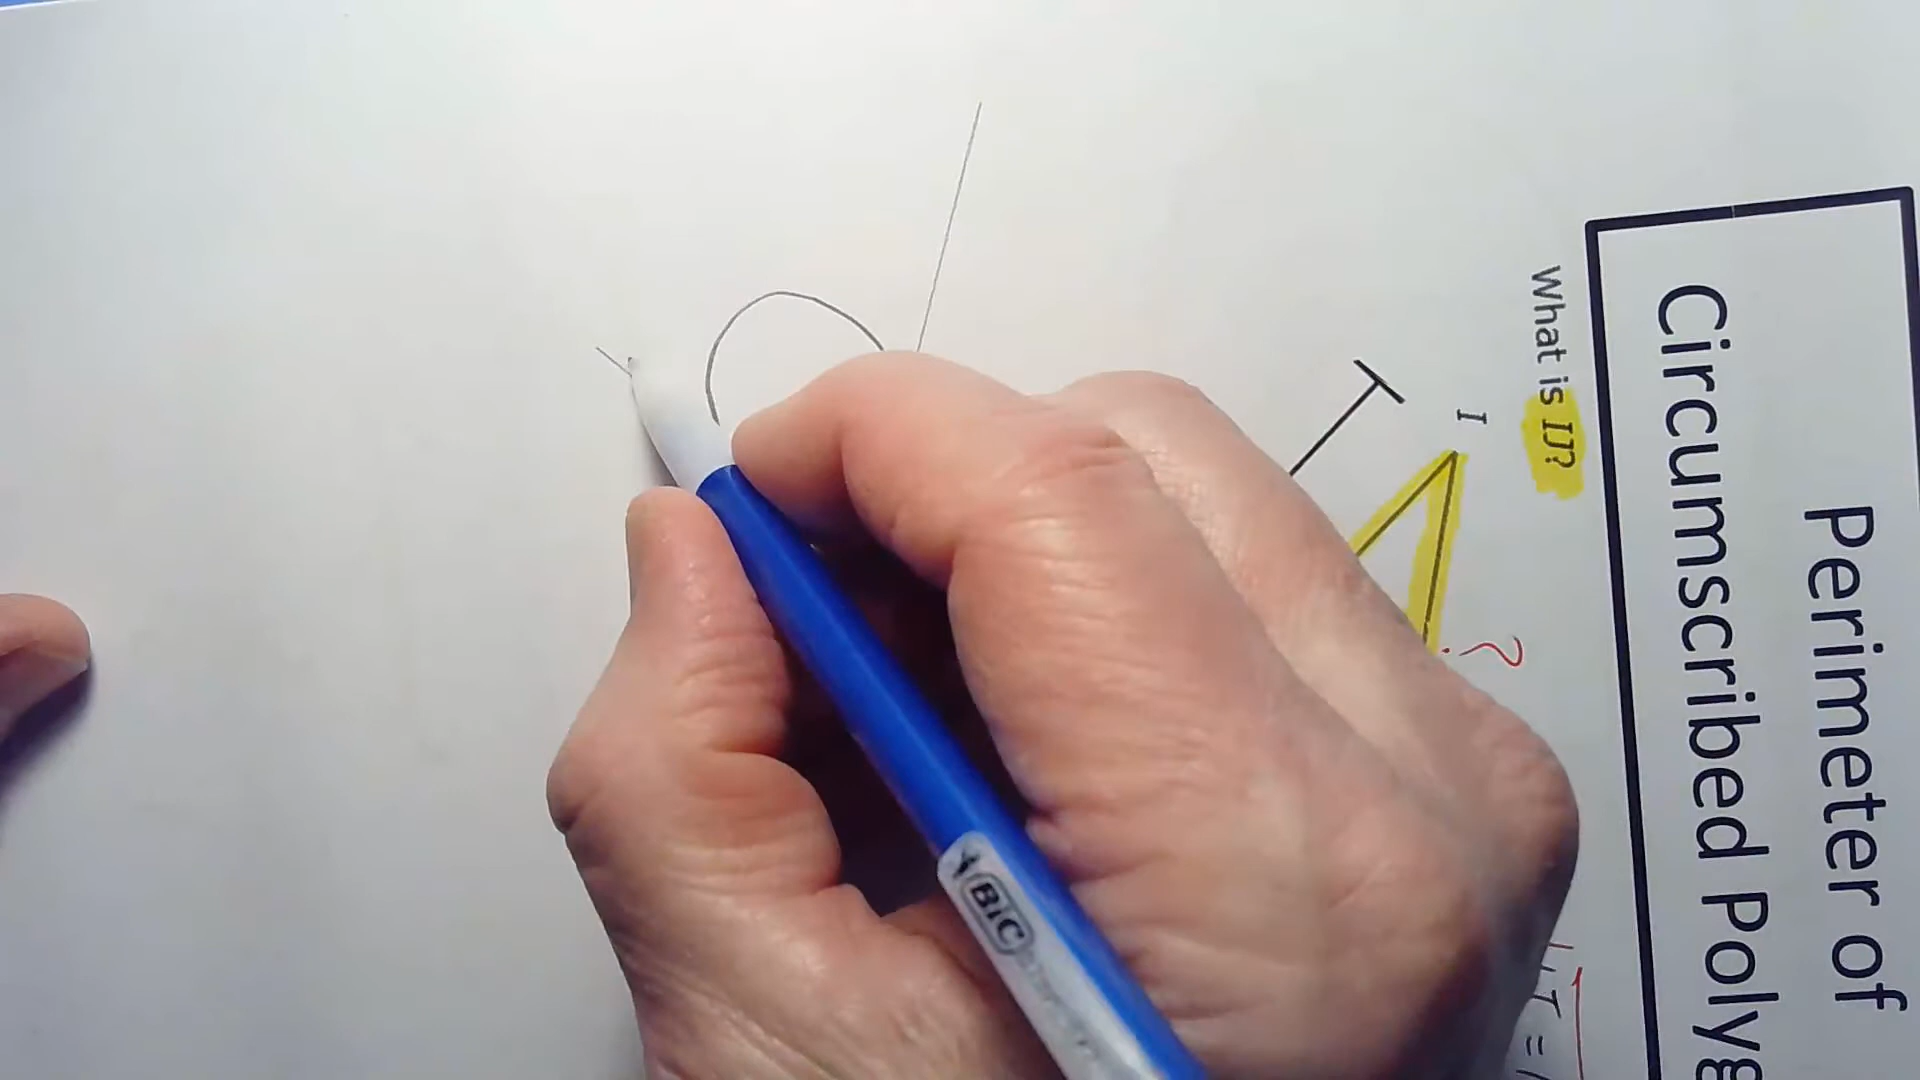 Perimeter of
Circumscribed Polyg
What is IJ?
I
?
BiC